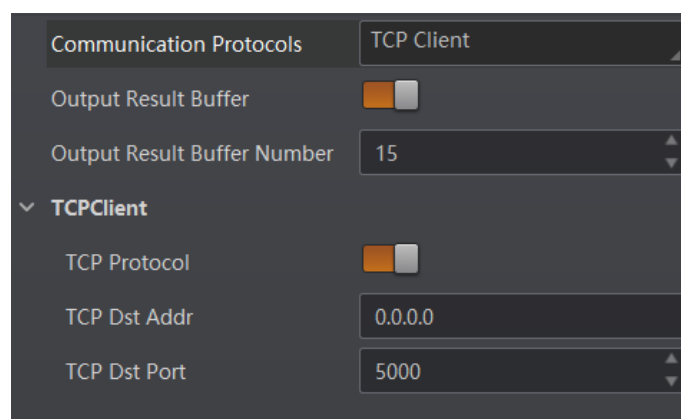 Communication Protocols TCP Client
Output Result Buffer
Output Result Buffer Number 15
TCPClient
TCP Protocol
TCP Dst Addr 0.0.0.0
TCP Dst Port 5000